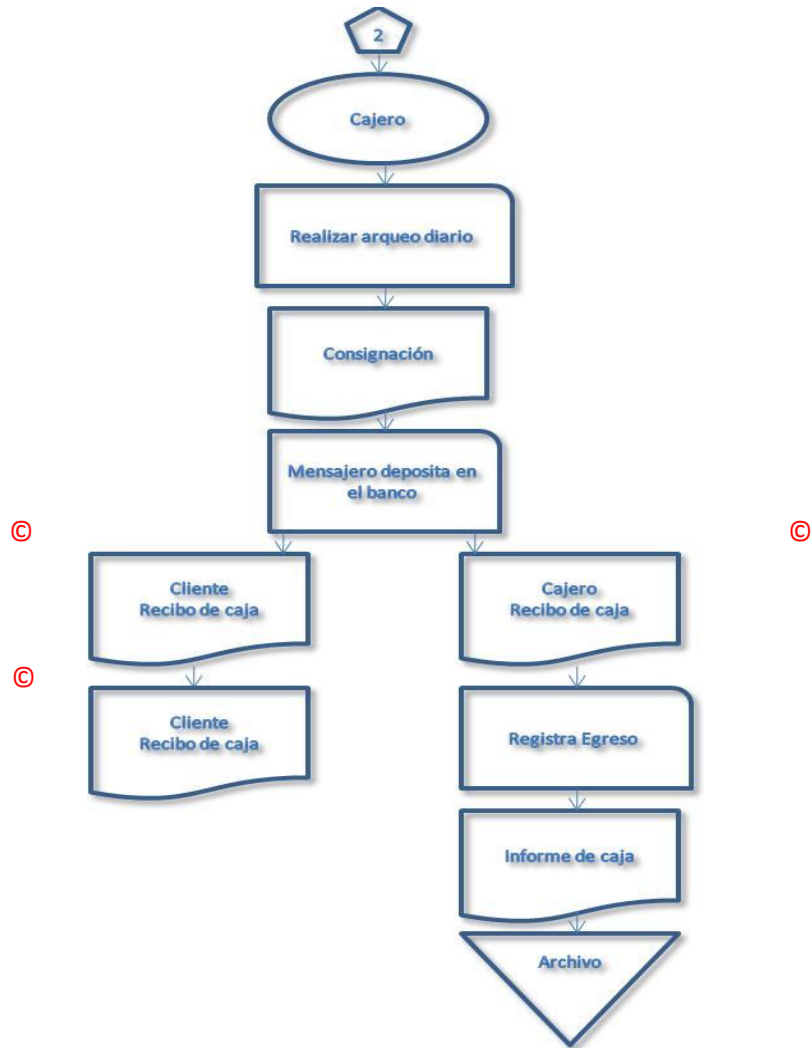 2
Cajero
Realizar arqueo diario
Consignación
Mensajero deposita en
el banco
©
©
Cliente
Recibo de caja
Cajero
Recibo de caja
©
Cliente
Recibo de caja
Registra Egreso
Informe de caja
Archivo